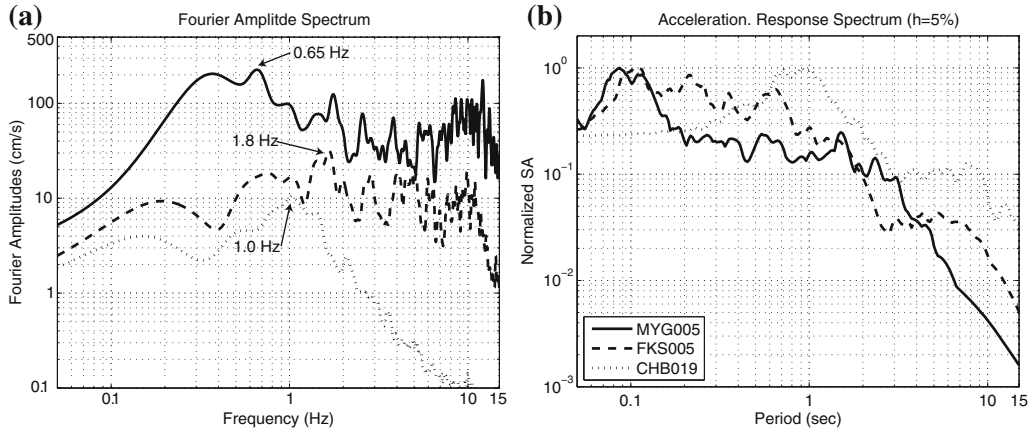 (a)
Fourier Amplitde Spectrum
500
100
10
1
0.1
Fourier Amplitudes (cm/s)
0.65 Hz
1.8 Hz
1.0 Hz
0.1
1
10
15
Frequency (Hz)
(b)
Acceleration. Response Spectrum (h=5%)
10^0
10^-1
10^-2
10^-3
Normalized SA
MYG005
FKS005
CHB019
0.1
1
10
15
Period (sec)